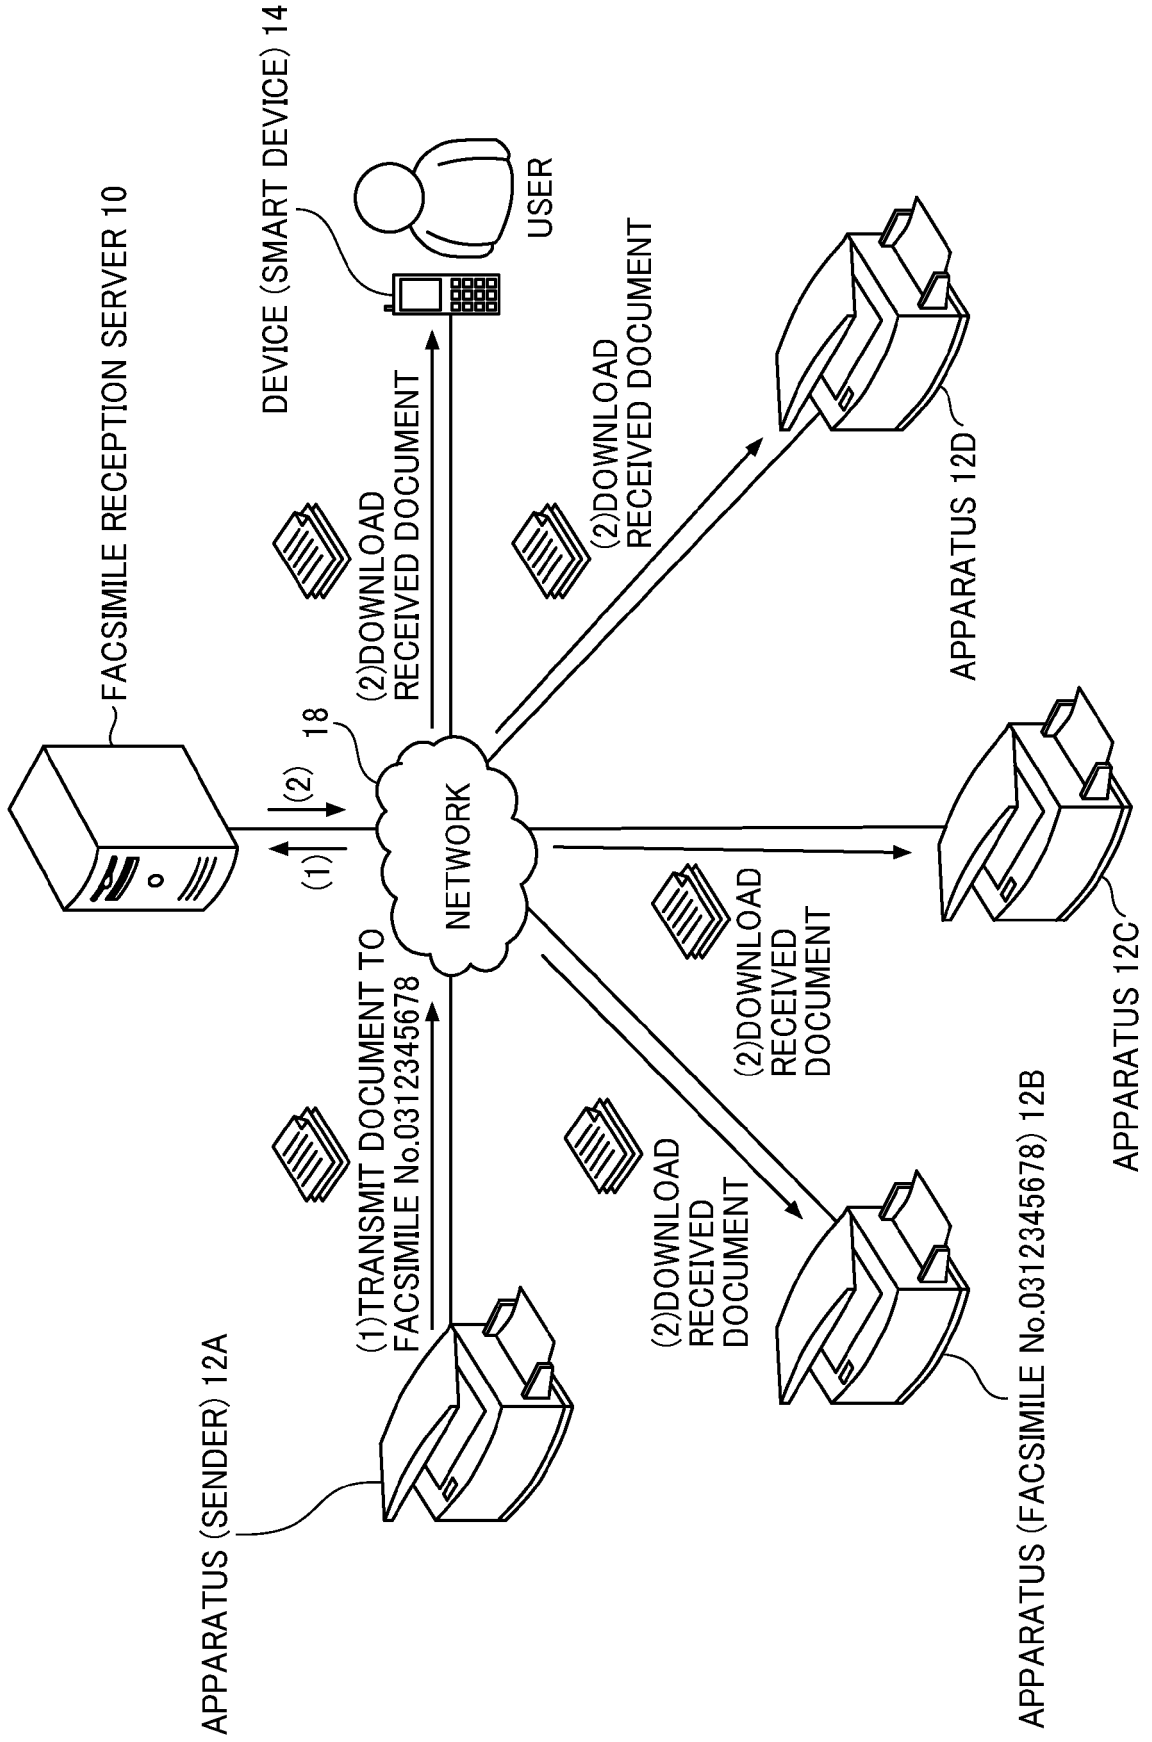 FACSIMILE RECEPTION SERVER 10
(1)
(2)
18
NETWORK
APPARATUS (SENDER) 12A
(1)TRANSMIT DOCUMENT TO
FACSIMILE No.0312345678
DEVICE (SMART DEVICE) 14
(2)DOWNLOAD
RECEIVED DOCUMENT
USER
(2)DOWNLOAD
RECEIVED
DOCUMENT
(2)DOWNLOAD
RECEIVED
DOCUMENT
(2)DOWNLOAD
RECEIVED DOCUMENT
APPARATUS (FACSIMILE No.0312345678) 12B
APPARATUS 12C
APPARATUS 12D